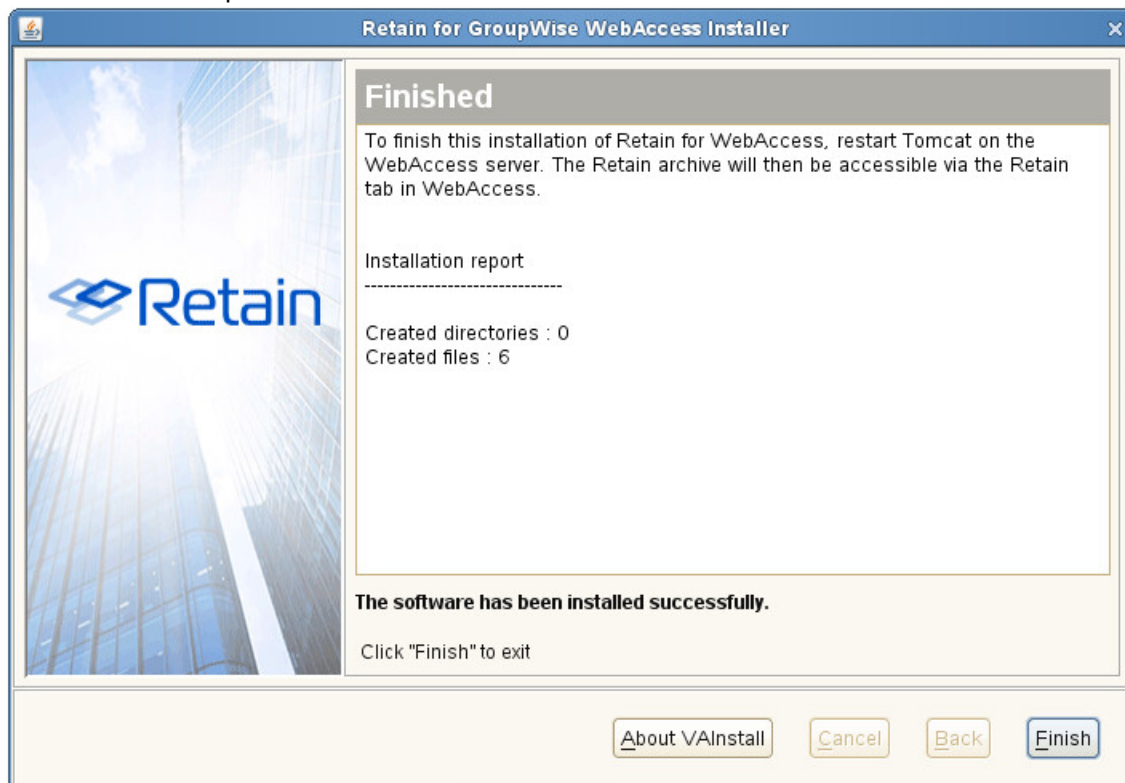 Retain for GroupWise WebAccess Installer
Retain
Finished
To finish this installation of Retain for WebAccess, restart Tomcat on the
WebAccess server. The Retain archive will then be accessible via the Retain
tab in WebAccess.
Installation report
-------------------------------
Created directories : 0
Created files : 6
The software has been installed successfully.
Click "Finish" to exit
About VAInstall
Cancel
Back
Finish